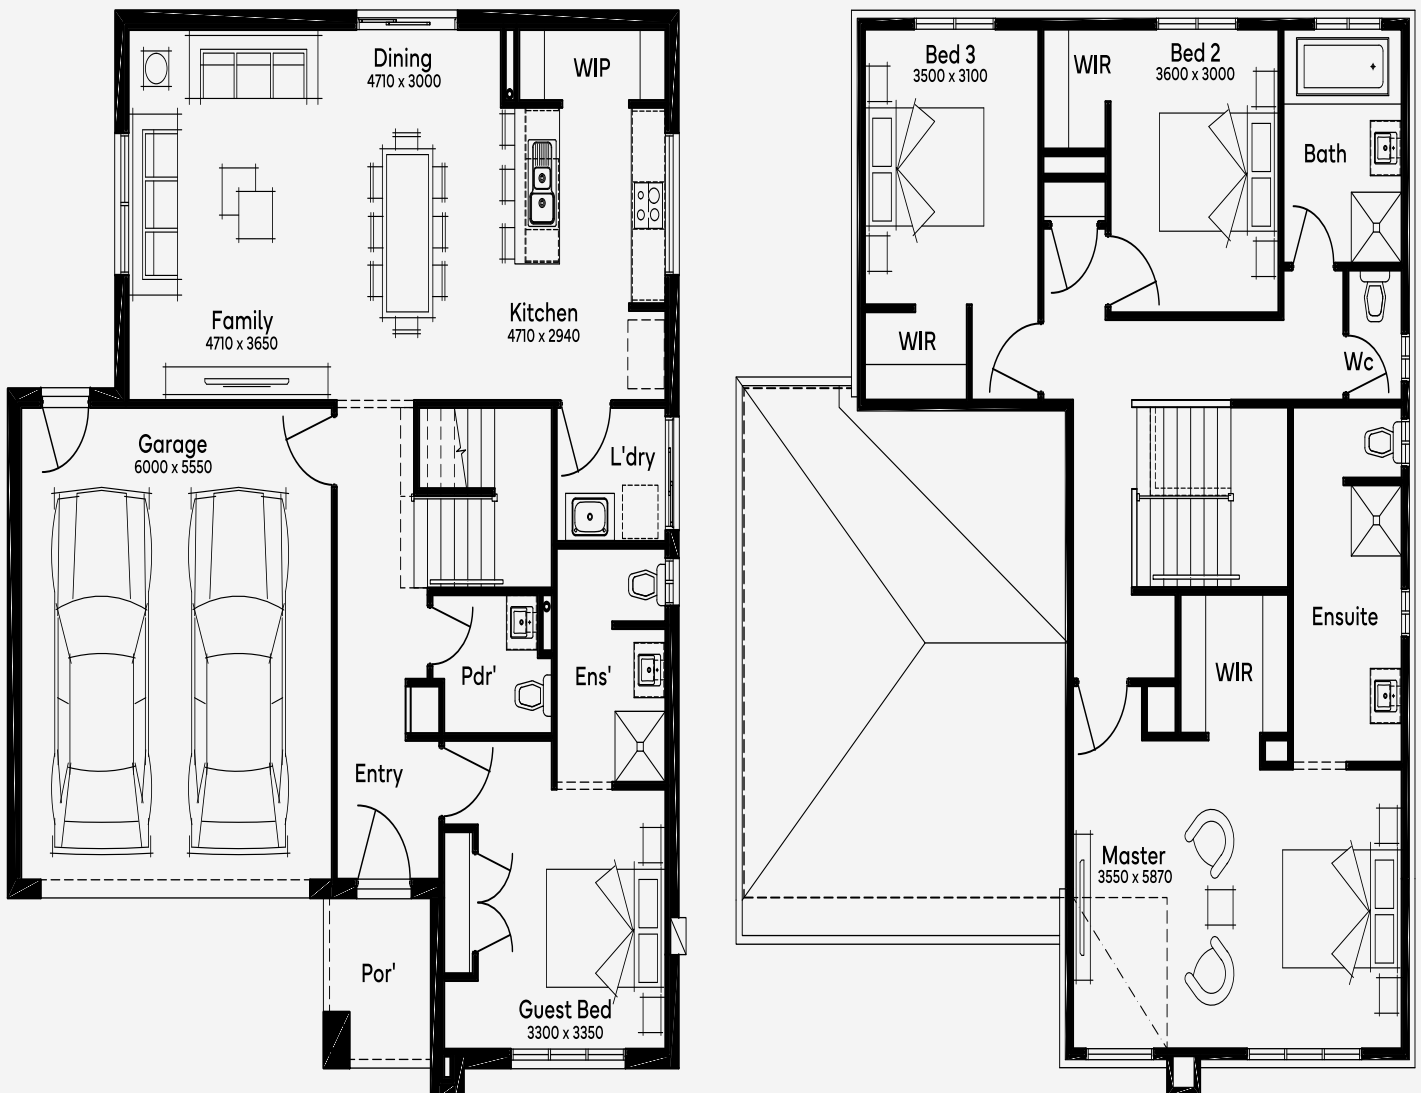 Dining
4710 x 3000
WIP
Family
4710 x 3650
Kitchen
4710 x 2940
Garage
6000 x 5550
L'dry
Pdr'
Ens'
Entry
Por'
Guest Bed
3300 x 3350
Bed 3
3500 x 3100
WIR
Bed 2
3600 x 3000
Bath
WIR
Wc
Ensuite
WIR
Master
3550 x 5870